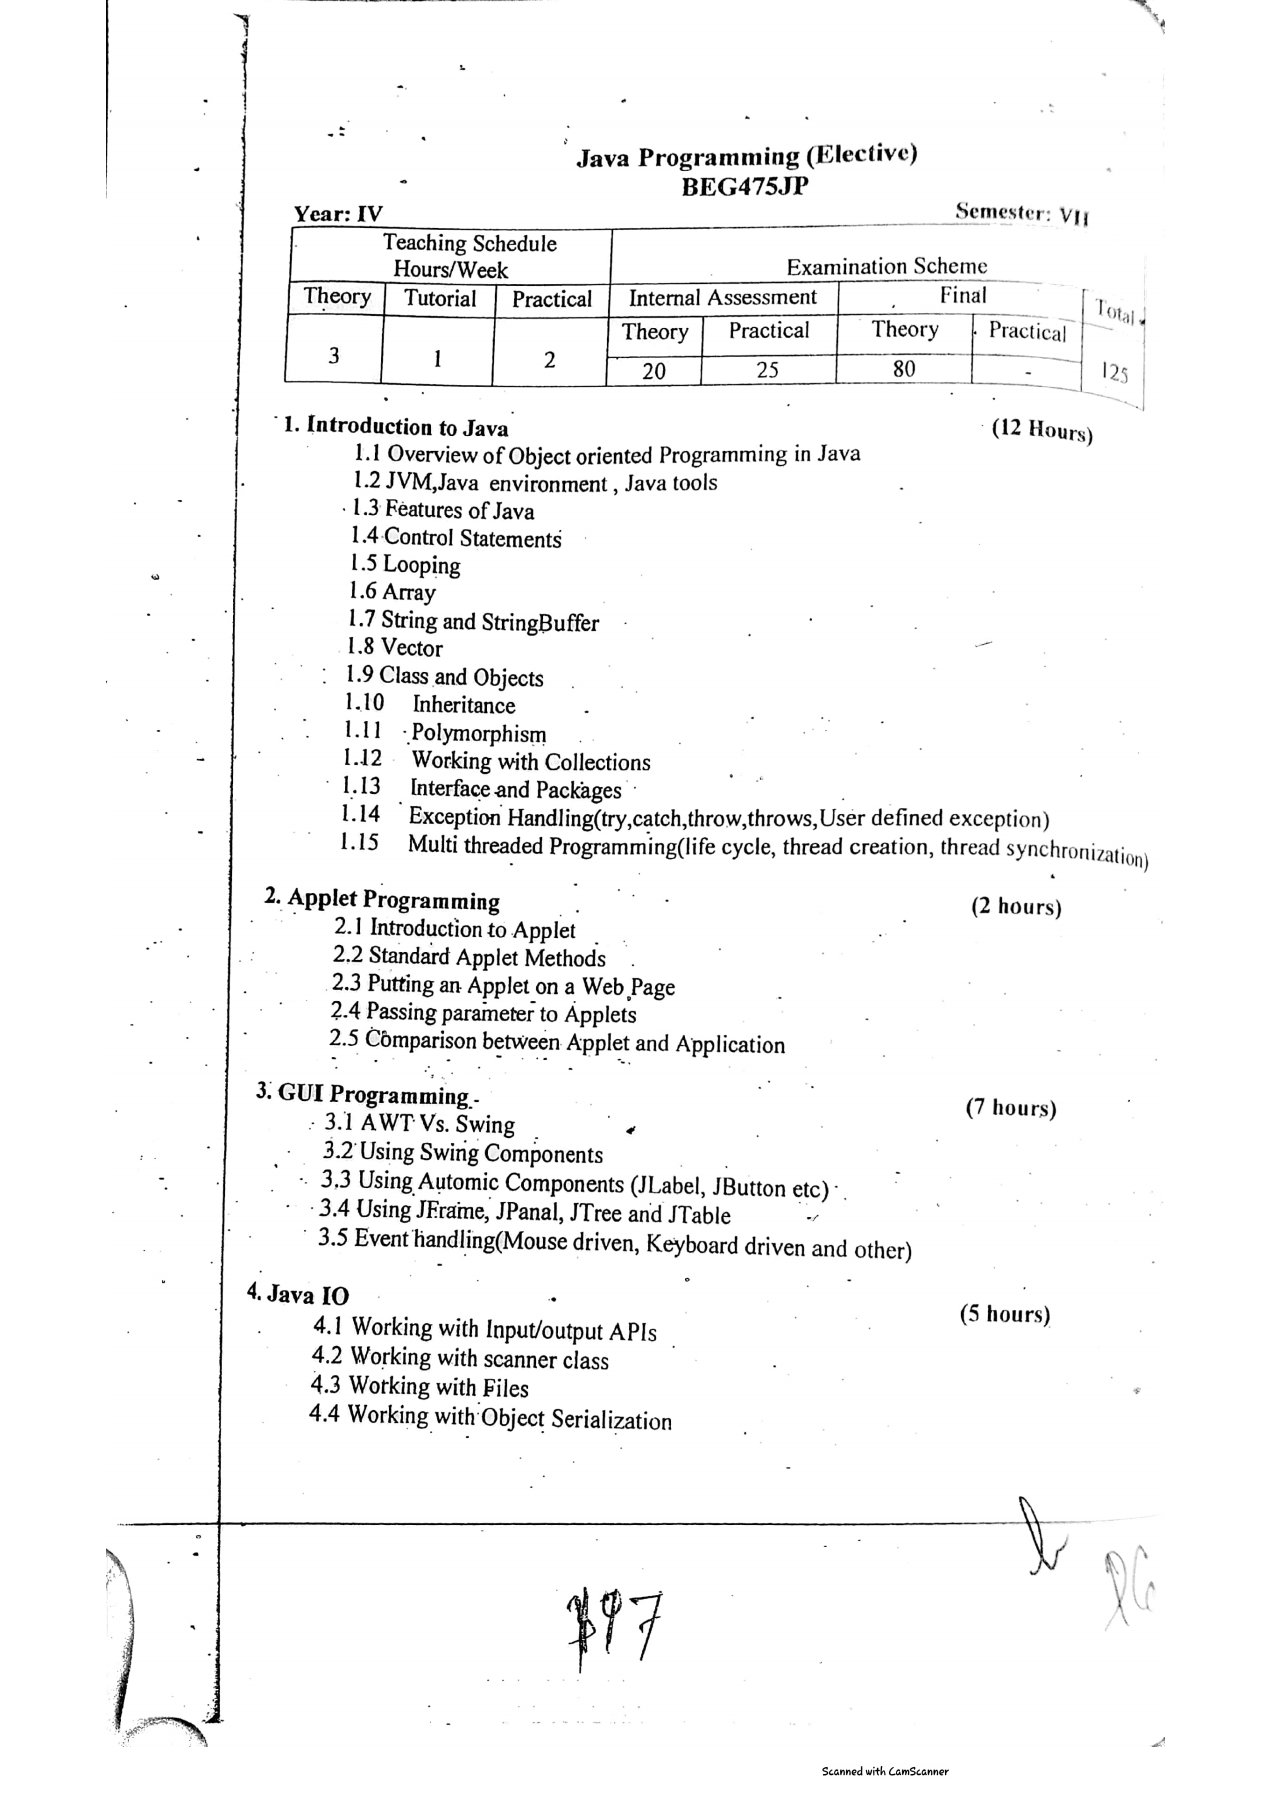 Java Programming (Elective)
BEG475JP
Year: IV Semester: VII
Teaching Schedule
Hours/Week Examination Scheme
Theory Tutorial Practical Internal Assessment Final Total
3 1 2 Theory Practical Theory Practical
20 25 80 - 125
1. Introduction to Java (12 Hours)
1.1 Overview of Object oriented Programming in Java
1.2 JVM,Java environment , Java tools
1.3 Features of Java
1.4 Control Statements
1.5 Looping
1.6 Array
1.7 String and StringBuffer
1.8 Vector
1.9 Class and Objects
1.10 Inheritance
1.11 Polymorphism
1.12 Working with Collections
1.13 Interface and Packages
1.14 Exception Handling(try,catch,throw,throws,User defined exception)
1.15 Multi threaded Programming(life cycle, thread creation, thread synchronization)
2. Applet Programming (2 hours)
2.1 Introduction to Applet
2.2 Standard Applet Methods
2.3 Putting an Applet on a Web Page
2.4 Passing parameter to Applets
2.5 Comparison between Applet and Application
3. GUI Programming (7 hours)
3.1 AWT Vs. Swing
3.2 Using Swing Components
3.3 Using Automic Components (JLabel, JButton etc)
3.4 Using JFrame, JPanal, JTree and JTable
3.5 Event handling(Mouse driven, Keyboard driven and other)
4. Java IO (5 hours)
4.1 Working with Input/output APIs
4.2 Working with scanner class
4.3 Working with Files
4.4 Working with Object Serialization
Scanned with CamScanner